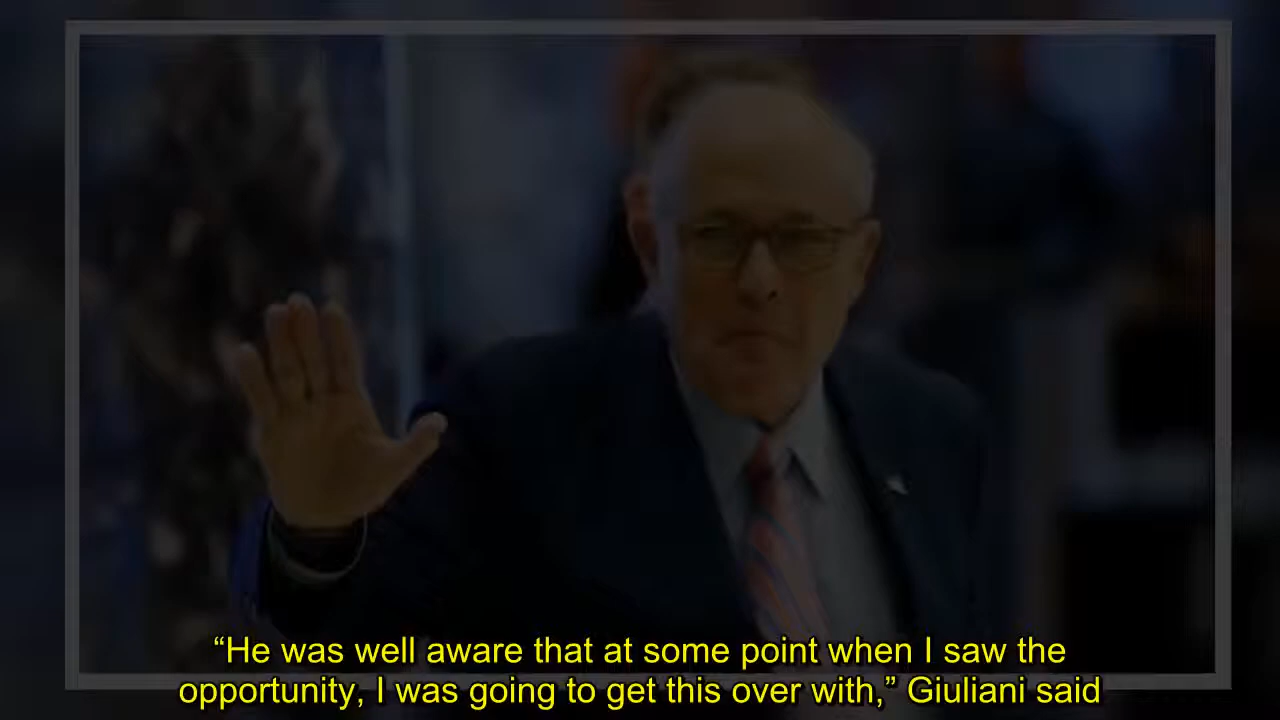 “He was well aware that at some point when I saw the
opportunity, I was going to get this over with,” Giuliani said